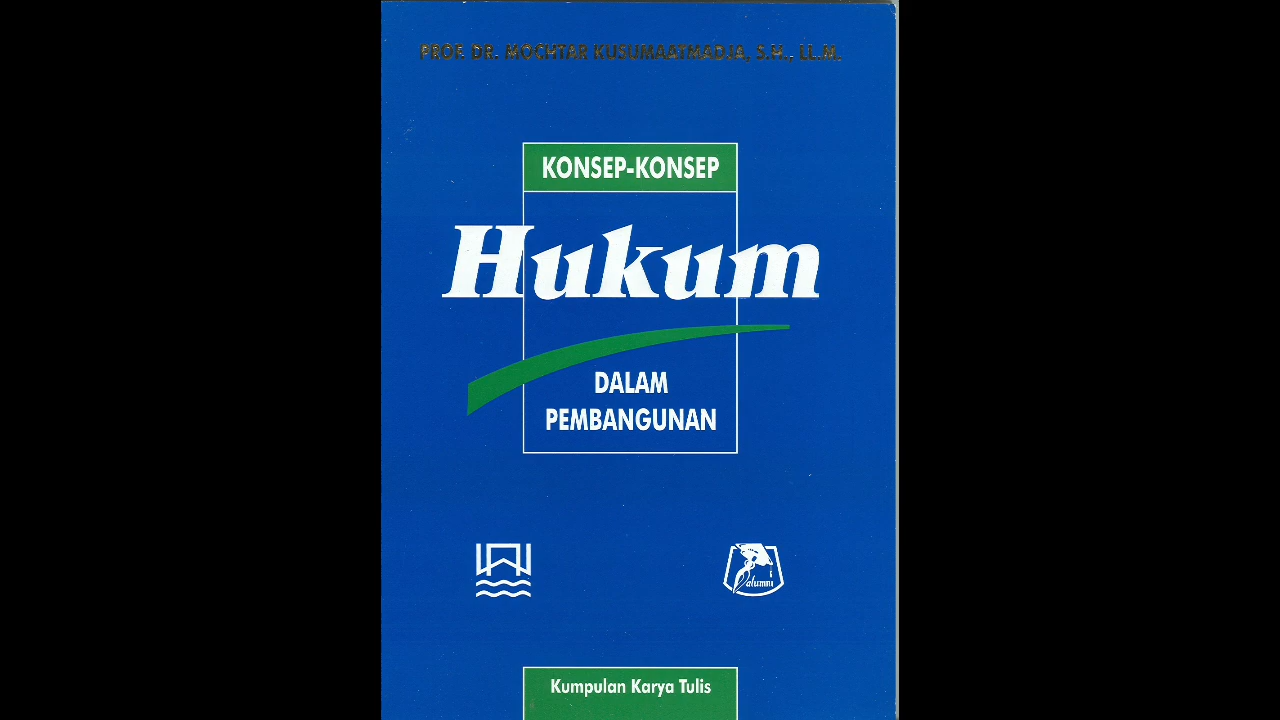 PROF. DR. MOCHTAR KUSUMAATMADJA, S.H., LL.M.
KONSEP-KONSEP
Hukum
DALAM
PEMBANGUNAN
alumni
Kumpulan Karya Tulis